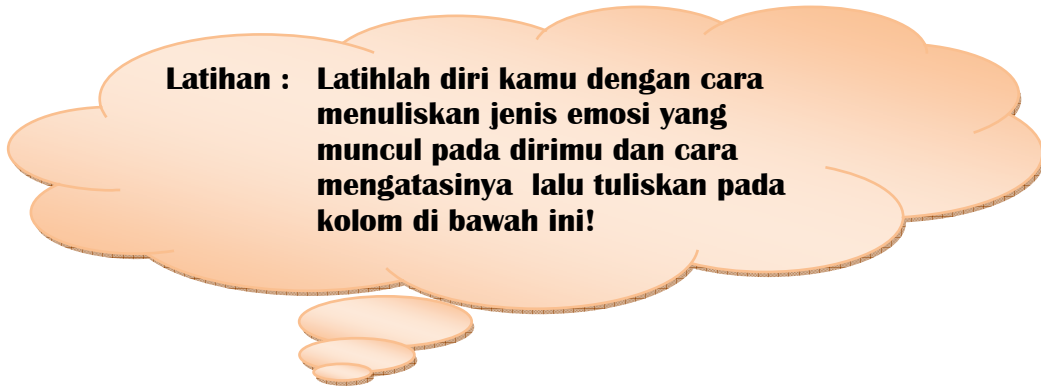 Latihan : Latihlah diri kamu dengan cara
menuliskan jenis emosi yang
muncul pada dirimu dan cara
mengatasinya lalu tuliskan pada
kolom di bawah ini!